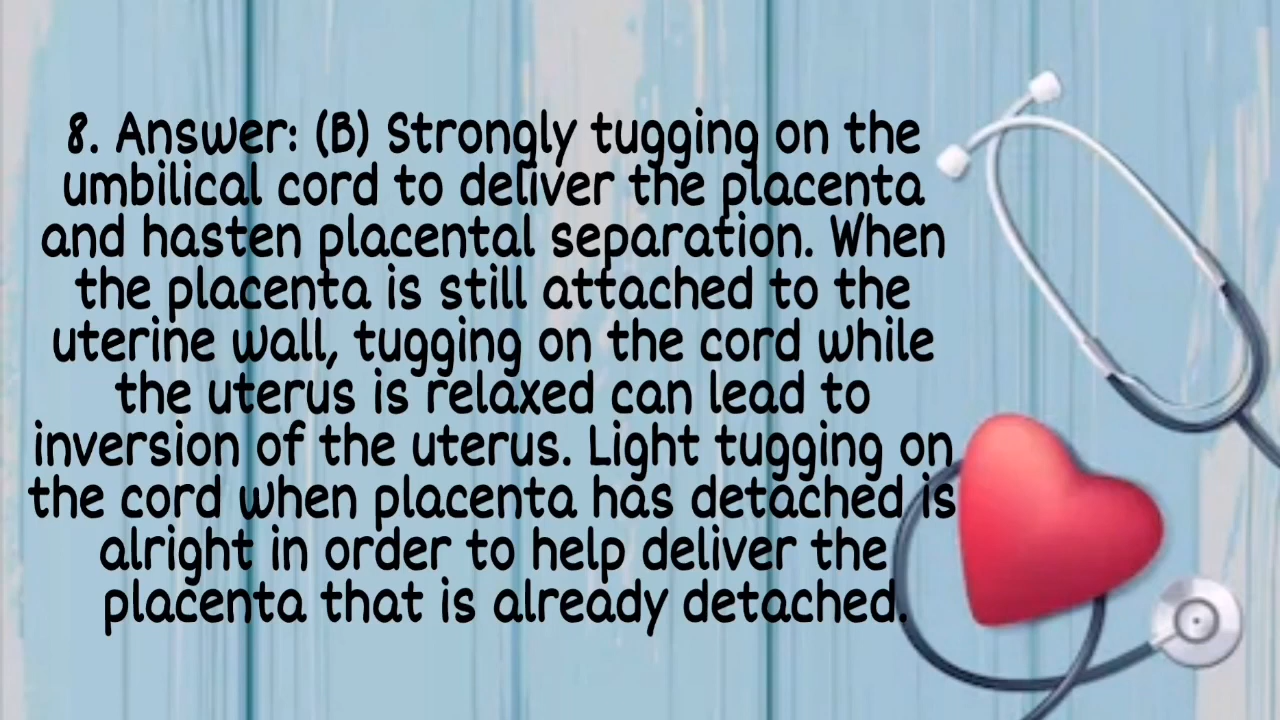 8. Answer: (B) Strongly tugging on the
umbilical cord to deliver the placenta
and hasten placental separation. When
the placenta is still attached to the
uterine wall, tugging on the cord while
the uterus is relaxed can lead to
inversion of the uterus. Light tugging on
the cord when placenta has detached is
alright in order to help deliver the
placenta that is already detached.